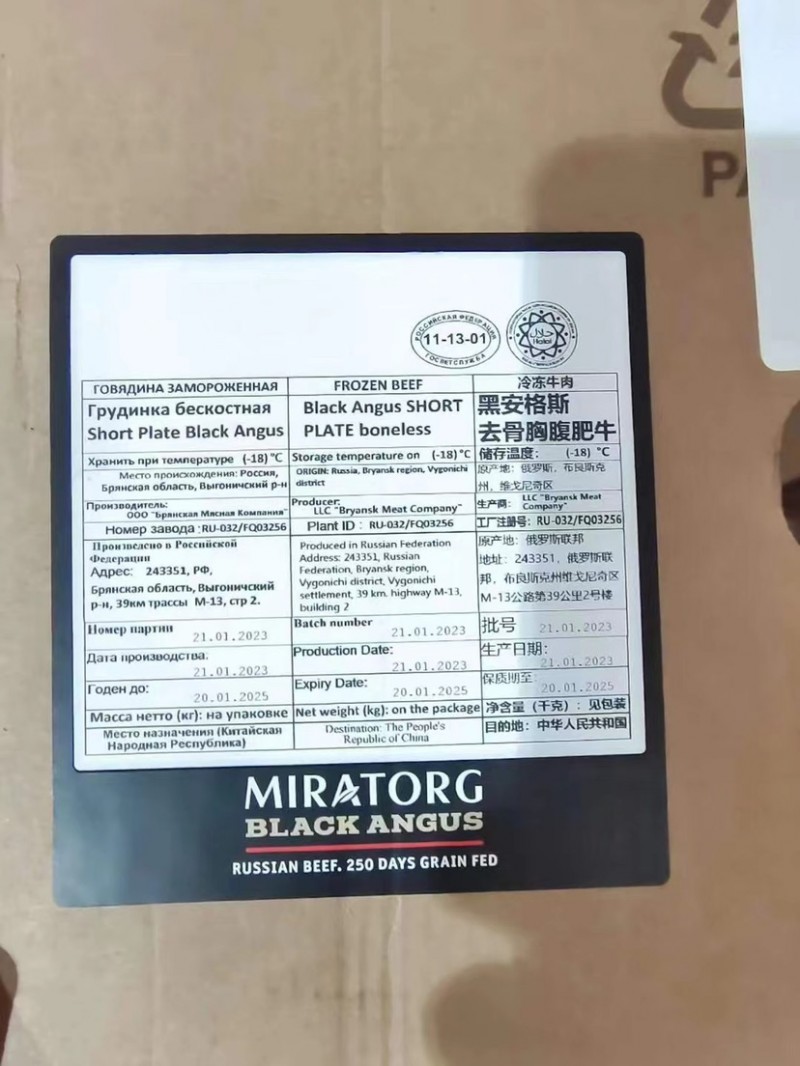 PA
РОССИЙСКАЯ ФЕДЕРАЦИЯ
11-13-01
ГОСВЕТСЛУЖБА
حلال
Halal
ГОВЯДИНА ЗАМОРОЖЕННАЯ
Грудинка бескостная
Short Plate Black Angus
Хранить при температуре (-18) °C
Место происхождения: Россия,
Брянская область, Выгоничский р-н
Производитель:
ООО "Брянская Мясная Компания"
Номер завода :RU-032/FQ03256
Произведено в Российской
Федерации
Адрес: 243351, РФ,
Брянская область, Выгоничский
р-н, 39км трассы М-13, стр 2.
Номер партии
21.01.2023
Дата производства:
21.01.2023
Годен до:
20.01.2025
Масса нетто (кг): на упаковке
Место назначения (Китайская
Народная Республика)
FROZEN BEEF
Black Angus SHORT
PLATE boneless
Storage temperature on (-18)°C
ORIGIN: Russia, Bryansk region, Vygonichi
district
Producer:
LLC "Bryansk Meat Company"
Plant ID : RU-032/FQ03256
Produced in Russian Federation
Address: 243351, Russian
Federation, Bryansk region,
Vygonichi district, Vygonichi
settlement, 39 km. highway M-13,
building 2
Batch number
21.01.2023
Production Date:
21.01.2023
Expiry Date:
20.01.2025
Net weight (kg): on the package
Destination: The People's
Republic of China
冷冻牛肉
黑安格斯
去骨胸腹肥牛
储存温度: (-18) °C
原产地: 俄罗斯, 布良斯克
州, 维戈尼奇区
生产商: LLC "Bryansk Meat
Company"
工厂注册号: RU-032/FQ03256
原产地: 俄罗斯联邦
地址: 243351, 俄罗斯联
邦, 布良斯克州维戈尼奇区
M-13公路第39公里2号楼
批号
21.01.2023
生产日期:
21.01.2023
保质期至:
20.01.2025
净含量 (千克): 见包装
目的地: 中华人民共和国
MIRATORG
BLACK ANGUS
RUSSIAN BEEF. 250 DAYS GRAIN FED